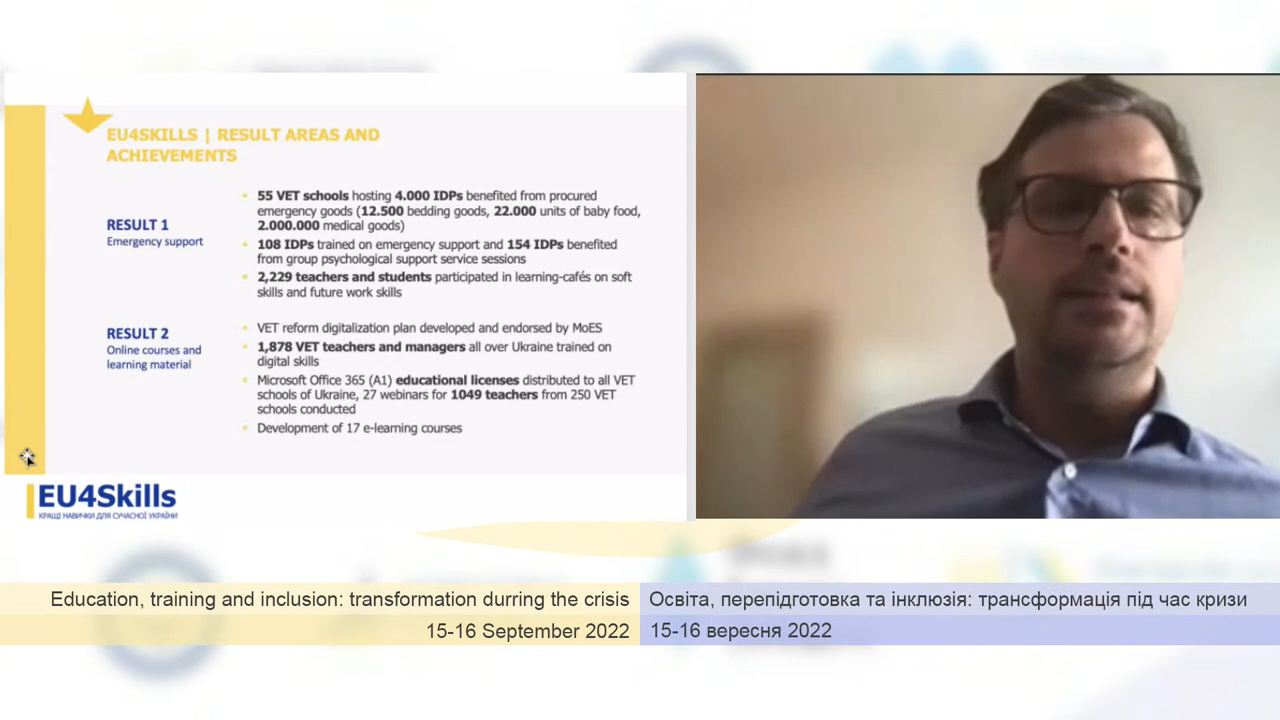 EU4SKILLS | RESULT AREAS AND
ACHIEVEMENTS
RESULT 1
Emergency support
• 55 VET schools hosting 4.000 IDPs benefited from procured
emergency goods (12.500 bedding goods, 22.000 units of baby food,
2.000.000 medical goods)
• 108 IDPs trained on emergency support and 154 IDPs benefited
from group psychological support service sessions
• 2,229 teachers and students participated in learning-cafés on soft
skills and future work skills
RESULT 2
Online courses and
learning material
• VET reform digitalization plan developed and endorsed by MoES
• 1,878 VET teachers and managers all over Ukraine trained on
digital skills
• Microsoft Office 365 (A1) educational licenses distributed to all VET
schools of Ukraine, 27 webinars for 1049 teachers from 250 VET
schools conducted
• Development of 17 e-learning courses
EU4Skills
КРАЩІ НАВИЧКИ ДЛЯ СУЧАСНОЇ УКРАЇНИ
Education, training and inclusion: transformation durring the crisis
15-16 September 2022
Освіта, перепідготовка та інклюзія: трансформація під час кризи
15-16 вересня 2022